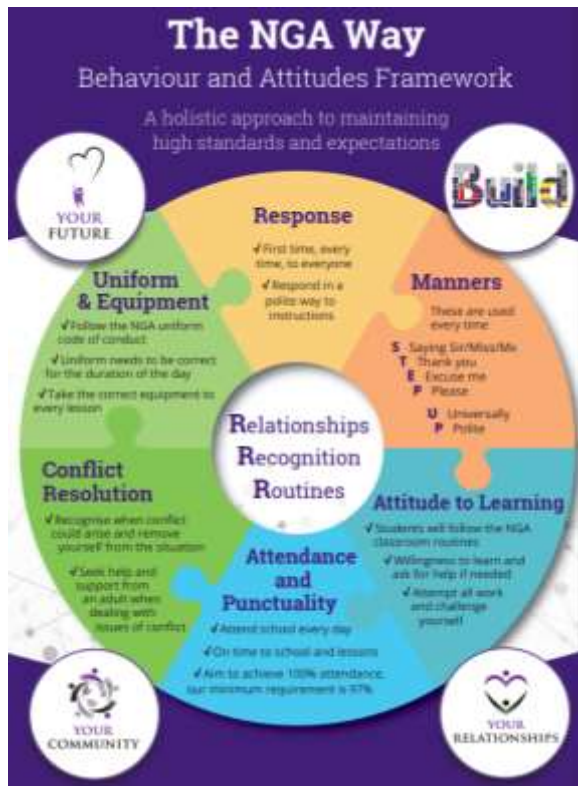 The NGA Way
Behaviour and Attitudes Framework
A holistic approach to maintaining
high standards and expectations
YOUR
FUTURE
Build
Response
✓First time, every
time, to everyone
✓Respond in a
polite way to
instructions
Manners
These are used
every time
S Saying Sir/Miss/Mx
T Thank you
E Excuse me
P Please
U Universally
P Polite
Attitude to Learning
✓Students will follow the NGA
classroom routines
✓Willingness to learn and
ask for help if needed
✓Attempt all work
and challenge
yourself
Attendance
and
Punctuality
✓Attend school every day
✓On time to school and lessons
✓Aim to achieve 100% attendance,
our minimum requirement is 97%
Conflict
Resolution
✓Recognise when conflict
could arise and remove
yourself from the situation
✓Seek help and
support from
an adult when
dealing with
issues of conflict
Uniform
& Equipment
✓Follow the NGA uniform
code of conduct
✓Uniform needs to be correct
for the duration of the day
✓Take the correct equipment to
every lesson
Relationships
Recognition
Routines
YOUR
COMMUNITY
YOUR
RELATIONSHIPS